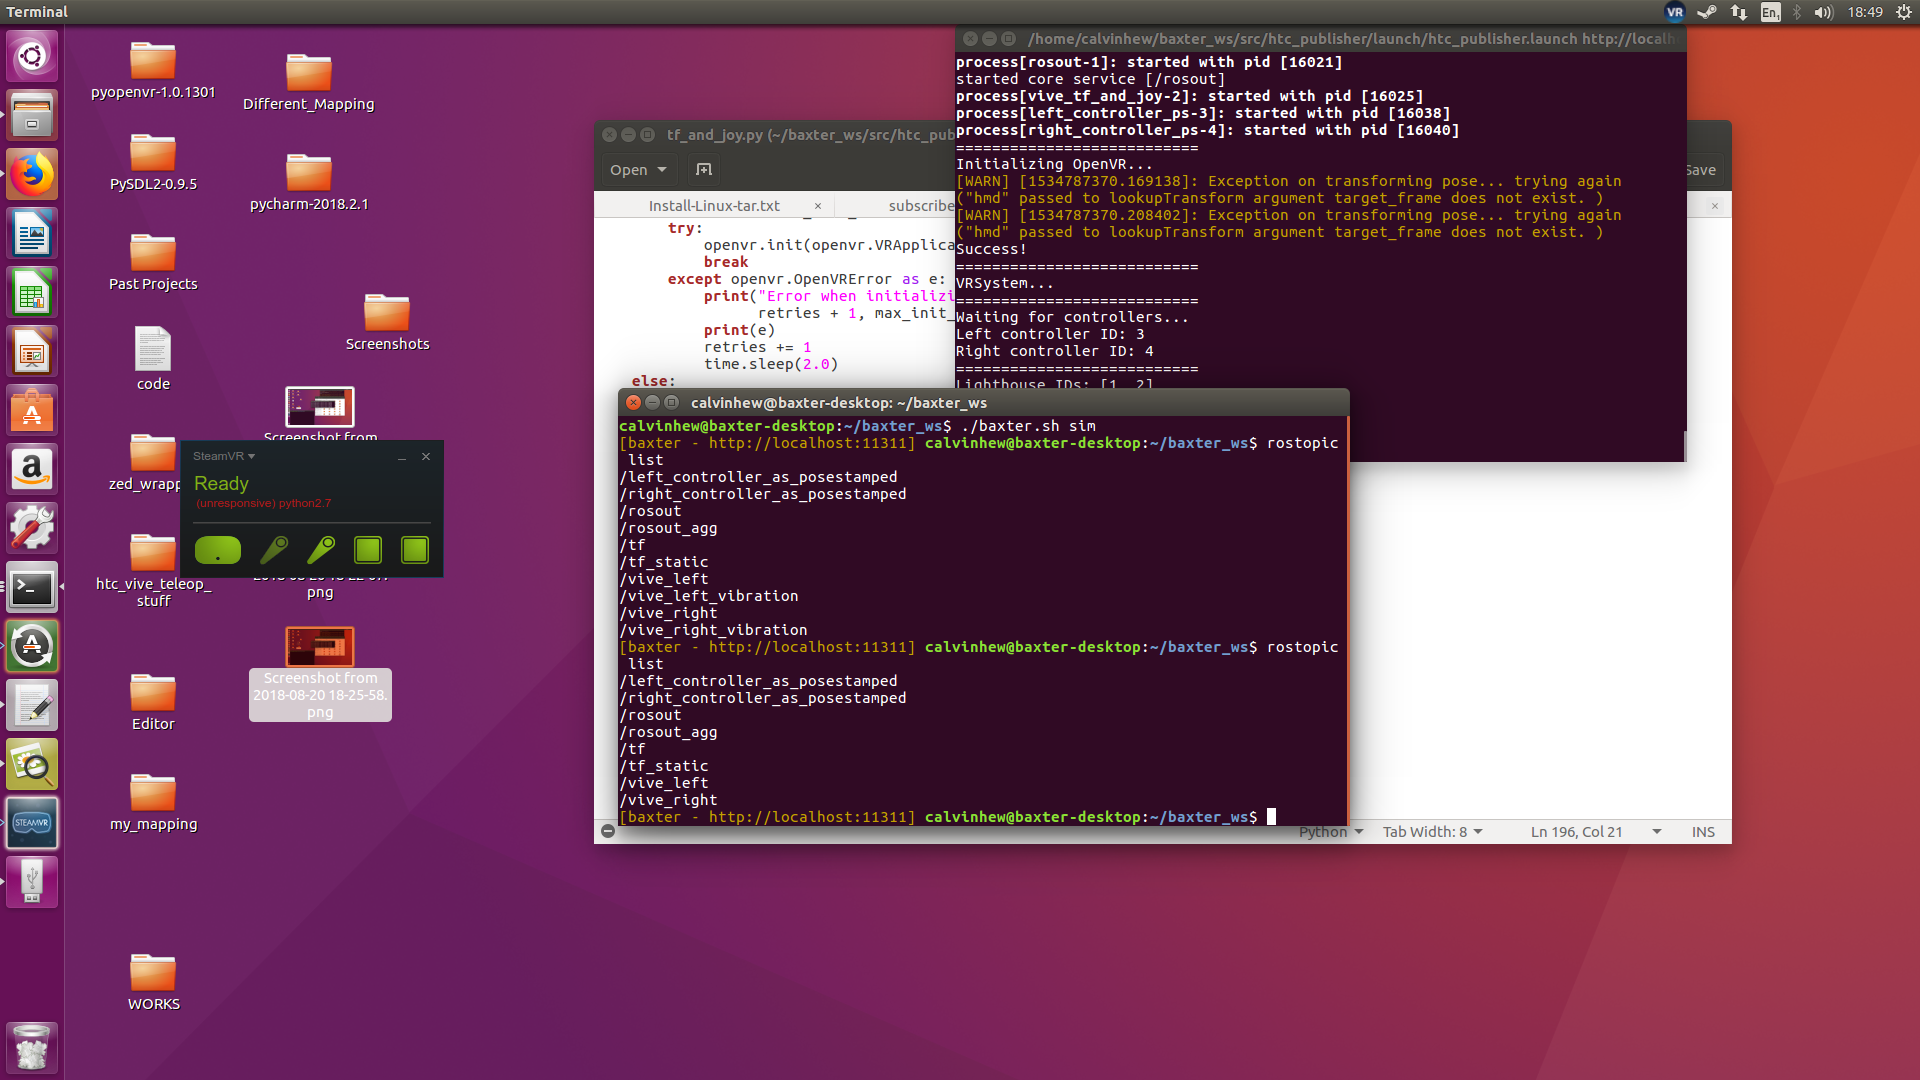 Terminal
VR
En1
18:49
pyopenvr-1.0.1301
Different_Mapping
PySDL2-0.9.5
pycharm-2018.2.1
Past Projects
Screenshots
code
Screenshot from
zed_wrapp
htc_vive_teleop_
stuff
png
Screenshot from
2018-08-20 18-25-58.
png
Editor
my_mapping
WORKS
STEAMVR
SteamVR
Ready
(unresponsive) python2.7
tf_and_joy.py (~/baxter_ws/src/htc_pub
Open
Save
Install-Linux-tar.txt
subscribe
try:
openvr.init(openvr.VRApplica
break
except openvr.OpenVRError as e:
print("Error when initializi
retries + 1, max_init_
print(e)
retries += 1
time.sleep(2.0)
else:
Python
Tab Width: 8
Ln 196, Col 21
INS
/home/calvinhew/baxter_ws/src/htc_publisher/launch/htc_publisher.launch http://localh
process[rosout-1]: started with pid [16021]
started core service [/rosout]
process[vive_tf_and_joy-2]: started with pid [16025]
process[left_controller_ps-3]: started with pid [16038]
process[right_controller_ps-4]: started with pid [16040]
===========================
Initializing OpenVR...
[WARN] [1534787370.169138]: Exception on transforming pose... trying again
("hmd" passed to lookupTransform argument target_frame does not exist. )
[WARN] [1534787370.208402]: Exception on transforming pose... trying again
("hmd" passed to lookupTransform argument target_frame does not exist. )
Success!
===========================
VRSystem...
===========================
Waiting for controllers...
Left controller ID: 3
Right controller ID: 4
===========================
Lighthouse IDs: [1, 2]
calvinhew@baxter-desktop: ~/baxter_ws
calvinhew@baxter-desktop:~/baxter_ws$ ./baxter.sh sim
[baxter - http://localhost:11311] calvinhew@baxter-desktop:~/baxter_ws$ rostopic
list
/left_controller_as_posestamped
/right_controller_as_posestamped
/rosout
/rosout_agg
/tf
/tf_static
/vive_left
/vive_left_vibration
/vive_right
/vive_right_vibration
[baxter - http://localhost:11311] calvinhew@baxter-desktop:~/baxter_ws$ rostopic
list
/left_controller_as_posestamped
/right_controller_as_posestamped
/rosout
/rosout_agg
/tf
/tf_static
/vive_left
/vive_right
[baxter - http://localhost:11311] calvinhew@baxter-desktop:~/baxter_ws$